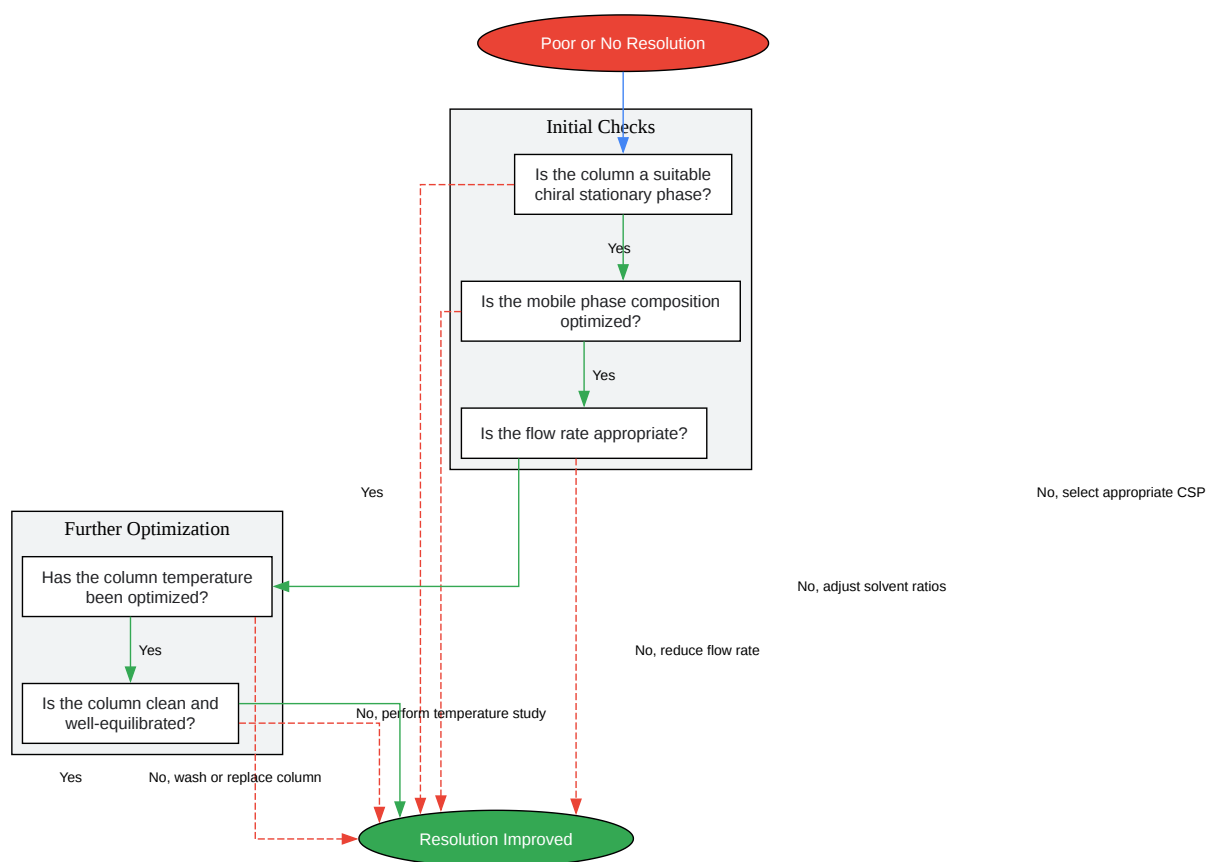 Poor or No Resolution
Initial Checks
Is the column a suitable
chiral stationary phase?
Yes
Is the mobile phase composition
optimized?
Yes
Is the flow rate appropriate?
Yes
No, select appropriate CSP
Further Optimization
Has the column temperature
been optimized?
No, adjust solvent ratios
Yes
No, reduce flow rate
Is the column clean and
well-equilibrated?
No, perform temperature study
Yes
No, wash or replace column
Resolution Improved